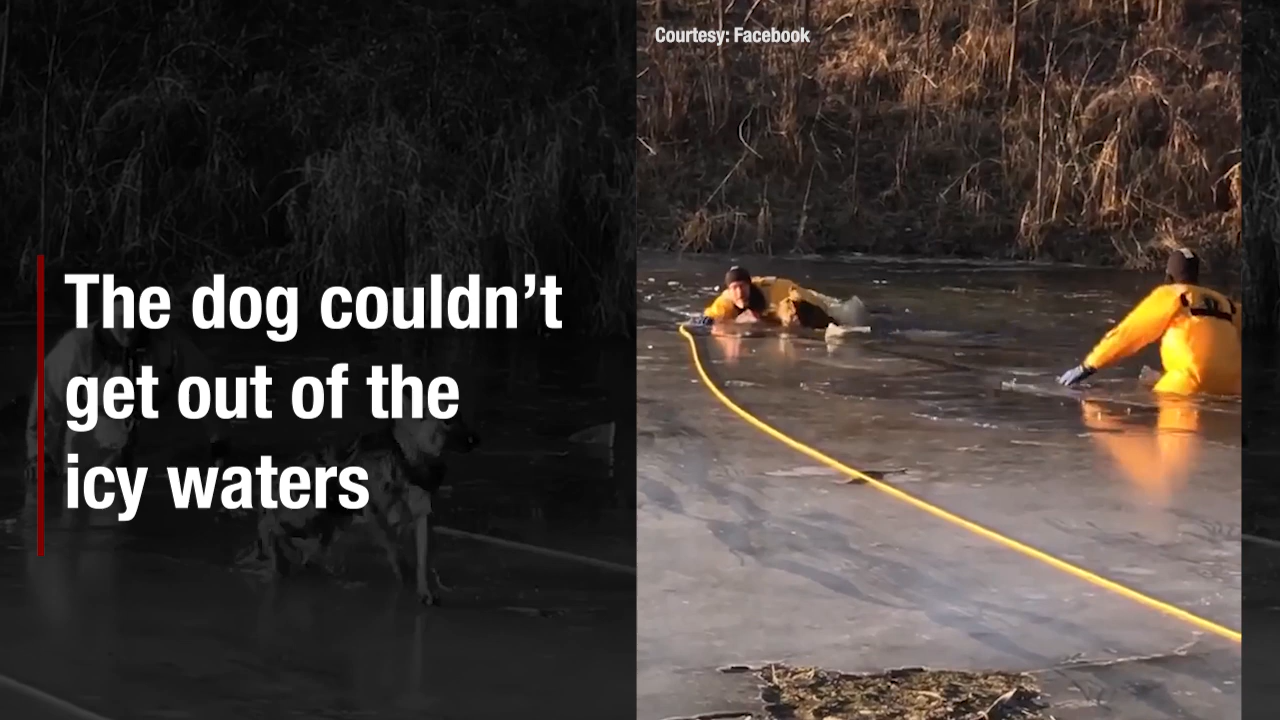 Courtesy: Facebook
The dog couldn’t
get out of the
icy waters